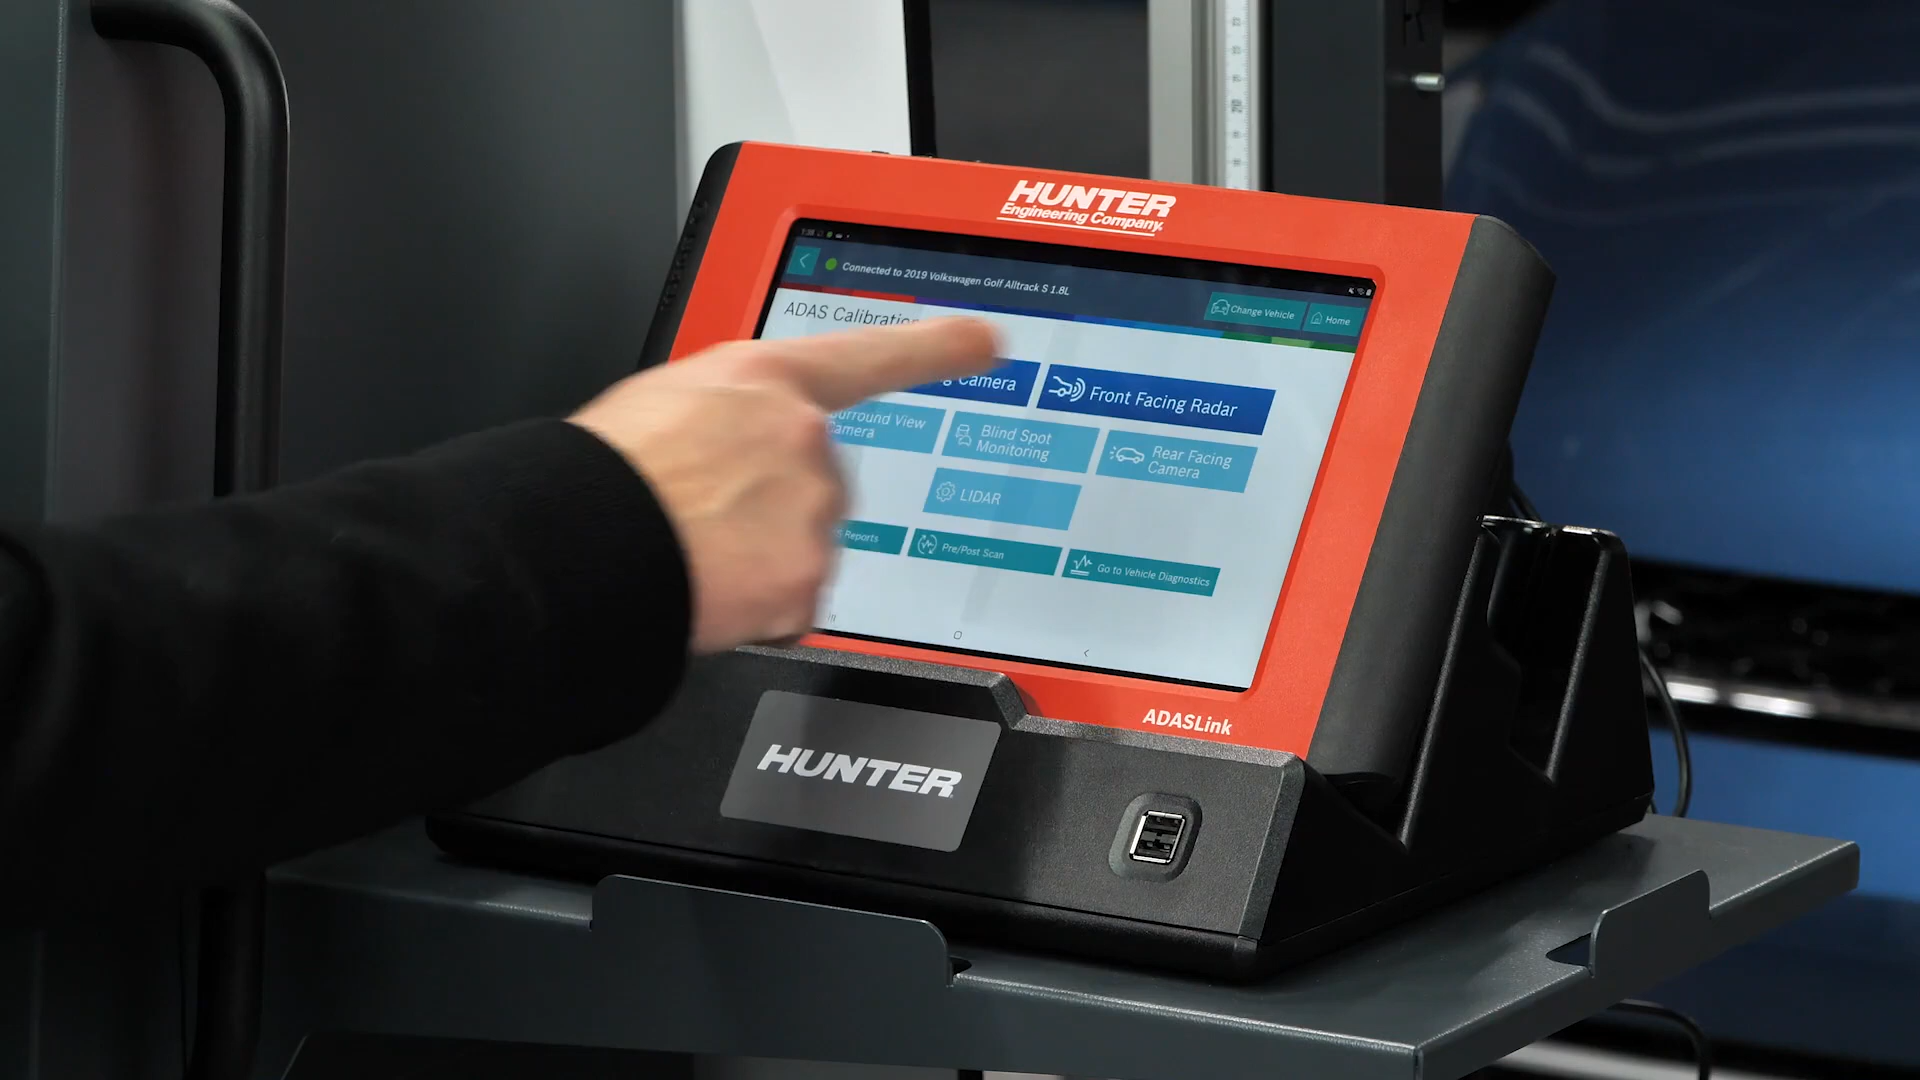 HUNTER
Engineering Company
Connected to 2019 Volkswagen Golf Alltrack S 1.8L
Change Vehicle
Home
ADAS Calibration
Camera
Front Facing Radar
Surround View
Camera
Blind Spot
Monitoring
Rear Facing
Camera
LIDAR
Reports
Pre/Post Scan
Go to Vehicle Diagnostics
ADASLink
HUNTER